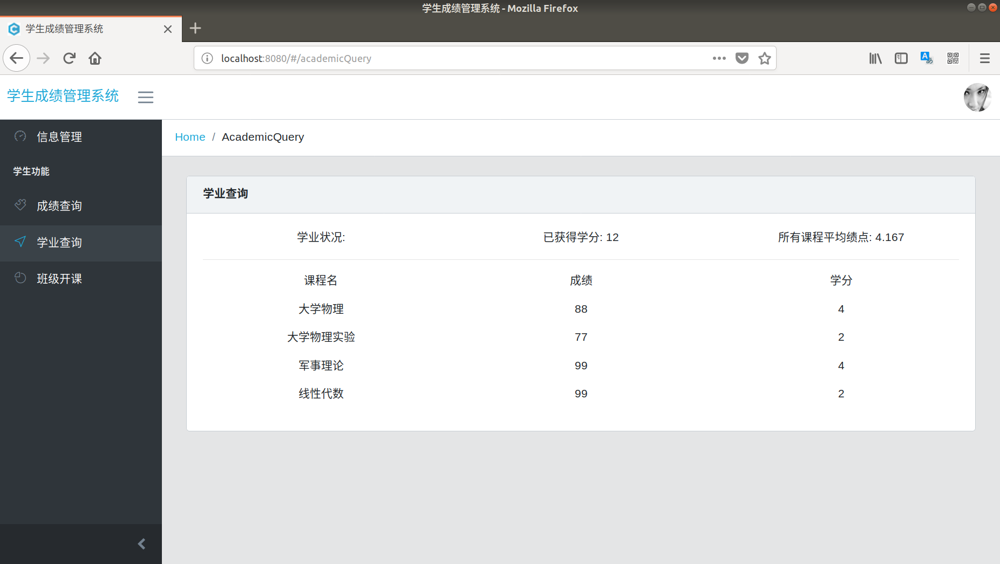 学生成绩管理系统 - Mozilla Firefox
学生成绩管理系统
localhost:8080/#/academicQuery
学生成绩管理系统
信息管理
学生功能
成绩查询
学业查询
班级开课
Home / AcademicQuery
学业查询
学业状况: 已获得学分: 12 所有课程平均绩点: 4.167
课程名 成绩 学分
大学物理 88 4
大学物理实验 77 2
军事理论 99 4
线性代数 99 2